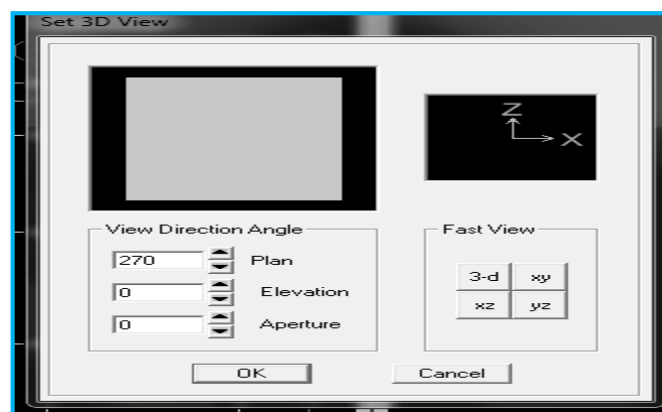 Set 3D View
Z
X
View Direction Angle
270 Plan
0 Elevation
0 Aperture
Fast View
3-d xy
xz yz
OK Cancel